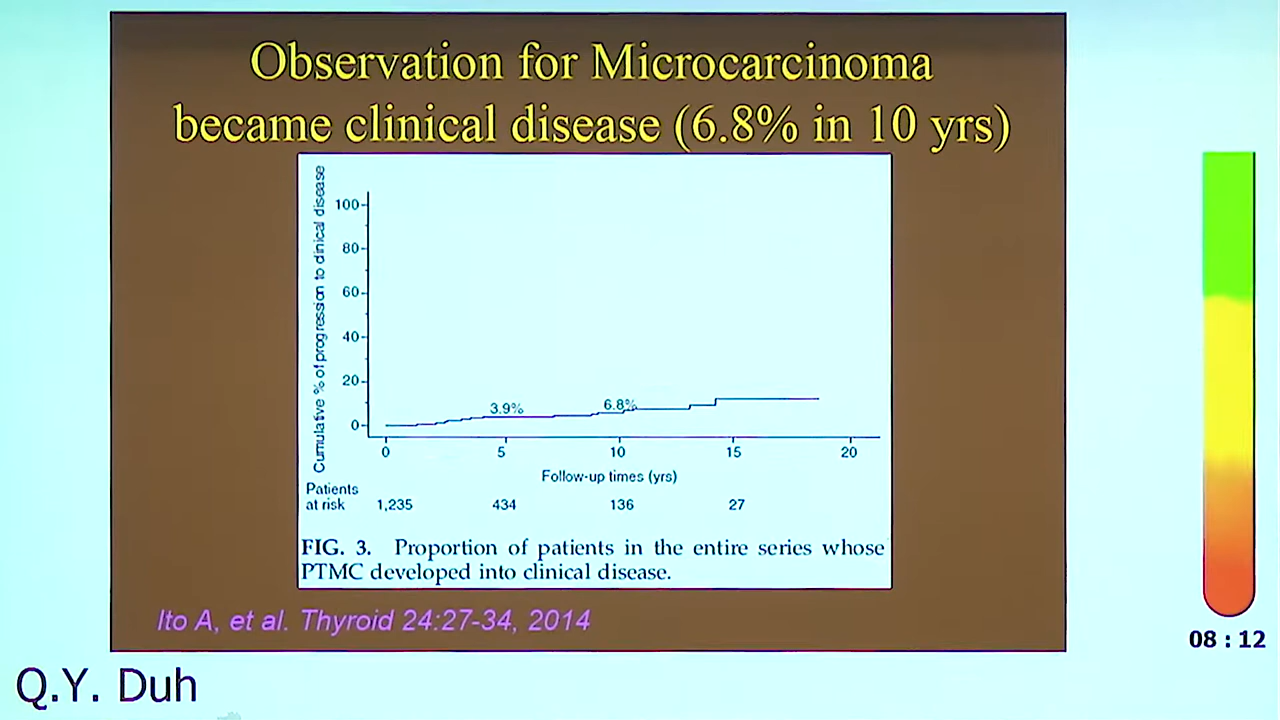 Observation for Microcarcinoma
became clinical disease (6.8% in 10 yrs)
Cumulative % of progression to clinical disease
100
80
60
40
20
0
3.9%
6.8%
0 5 10 15 20
Follow-up times (yrs)
Patients
at risk 1,235 434 136 27
FIG. 3. Proportion of patients in the entire series whose
PTMC developed into clinical disease.
Ito A, et al. Thyroid 24:27-34, 2014
08 : 12
Q.Y. Duh